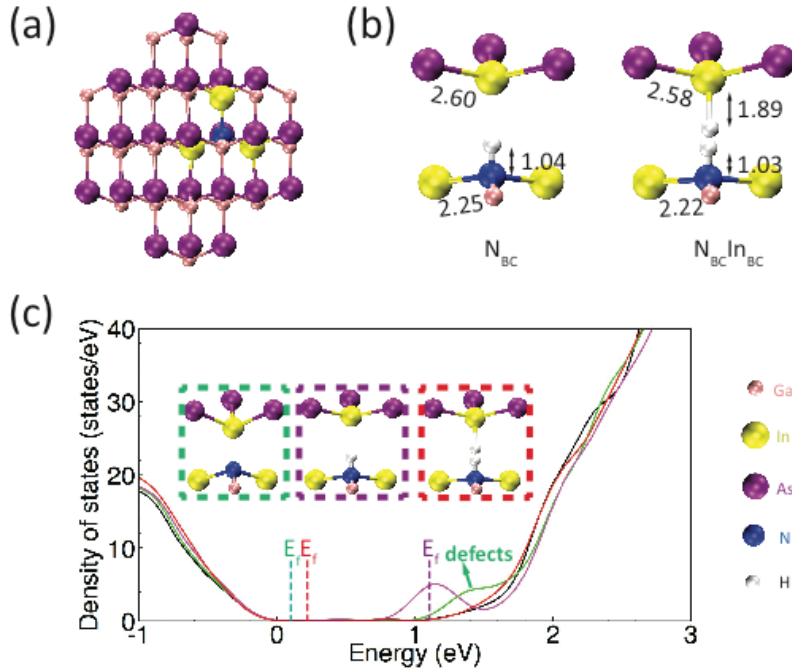 (a)
(b)
2.60
1.04
2.25
N_BC
2.58
1.89
1.03
2.22
N_BC In_BC
(c)
Density of states (states/eV)
40
30
20
10
0
E_f E_f E_f
defects
-1 0 1 2 3
Energy (eV)
Ga
In
As
N
H